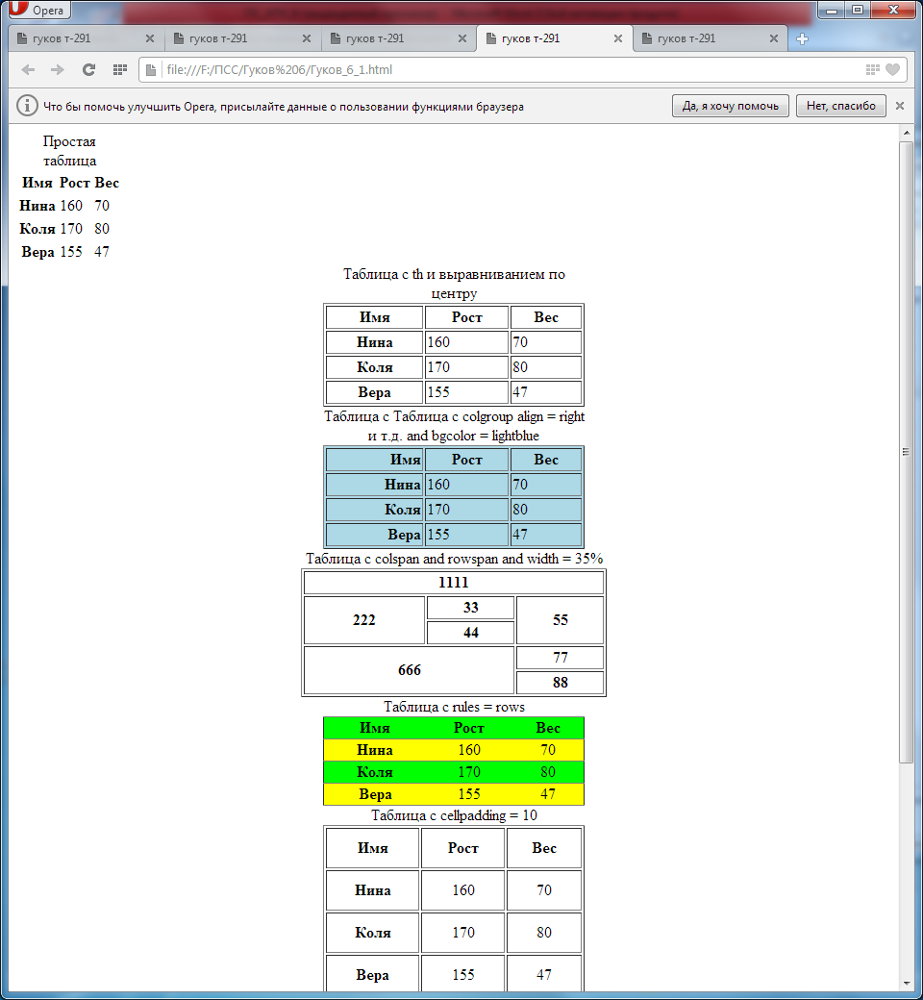 Opera
гуков т-291 гуков т-291 гуков т-291 гуков т-291 гуков т-291
file:///F:/ПСС/Гуков%206/Гуков_6_1.html
Что бы помочь улучшить Opera, присылайте данные о пользовании функциями браузера Да, я хочу помочь Нет, спасибо
Простая
таблица
Имя Рост Вес
Нина 160 70
Коля 170 80
Вера 155 47
Таблица с th и выравниванием по
центру
Имя Рост Вес
Нина 160 70
Коля 170 80
Вера 155 47
Таблица с Таблица с colgroup align = right
и т.д. and bgcolor = lightblue
Имя Рост Вес
Нина 160 70
Коля 170 80
Вера 155 47
Таблица с colspan and rowspan and width = 35%
1111
222 33 55
44
666 77
88
Таблица с rules = rows
Имя Рост Вес
Нина 160 70
Коля 170 80
Вера 155 47
Таблица с cellpadding = 10
Имя Рост Вес
Нина 160 70
Коля 170 80
Вера 155 47